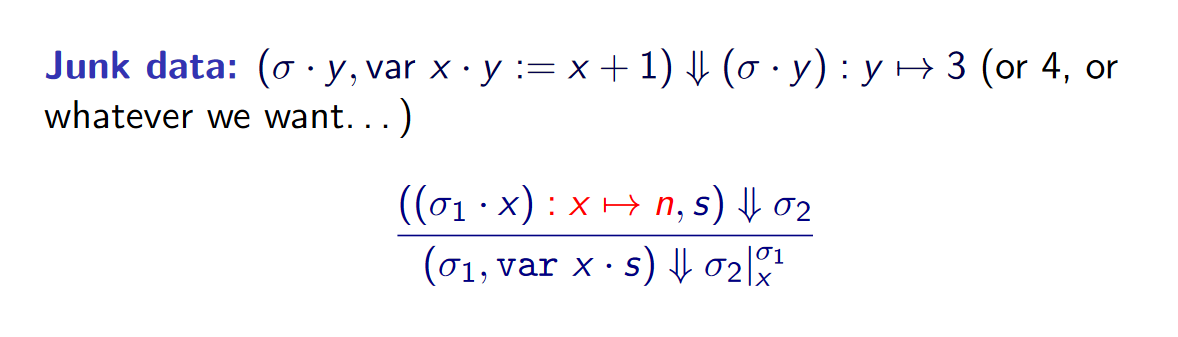 Junk data: (σ · y, var x · y := x + 1) ⇓ (σ · y) : y ↦ 3 (or 4, or
whatever we want. . . )
((σ₁ · x) : x ↦ n, s) ⇓ σ₂
(σ₁, var x · s) ⇓ σ₂|ₓ^σ₁